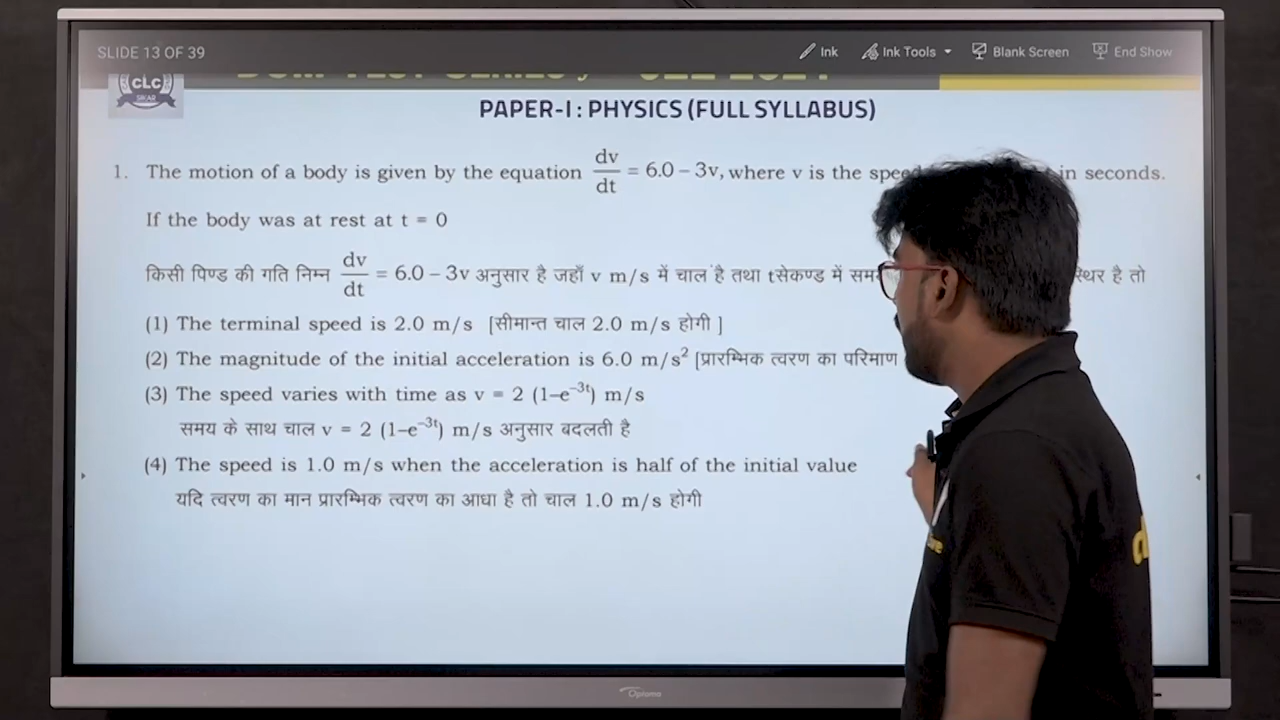 SLIDE 13 OF 39
Ink
Ink Tools
Blank Screen
End Show
CLC
SIKAR
PAPER-I : PHYSICS (FULL SYLLABUS)
1. The motion of a body is given by the equation dv/dt = 6.0 – 3v, where v is the in seconds.
If the body was at rest at t = 0
किसी पिण्ड की गति निम्न dv/dt = 6.0 – 3v अनुसार है जहाँ v m/s में चाल है तथा tसेकण्ड में है तो
(1) The terminal speed is 2.0 m/s [सीमान्त चाल 2.0 m/s होगी ]
(2) The magnitude of the initial acceleration is 6.0 m/s² [प्रारम्भिक त्वरण का परिमाण
(3) The speed varies with time as v = 2 (1–e⁻³ᵗ) m/s
समय के साथ चाल v = 2 (1–e⁻³ᵗ) m/s अनुसार बदलती है
(4) The speed is 1.0 m/s when the acceleration is half of the initial value
यदि त्वरण का मान प्रारम्भिक त्वरण का आधा है तो चाल 1.0 m/s होगी
Optoma